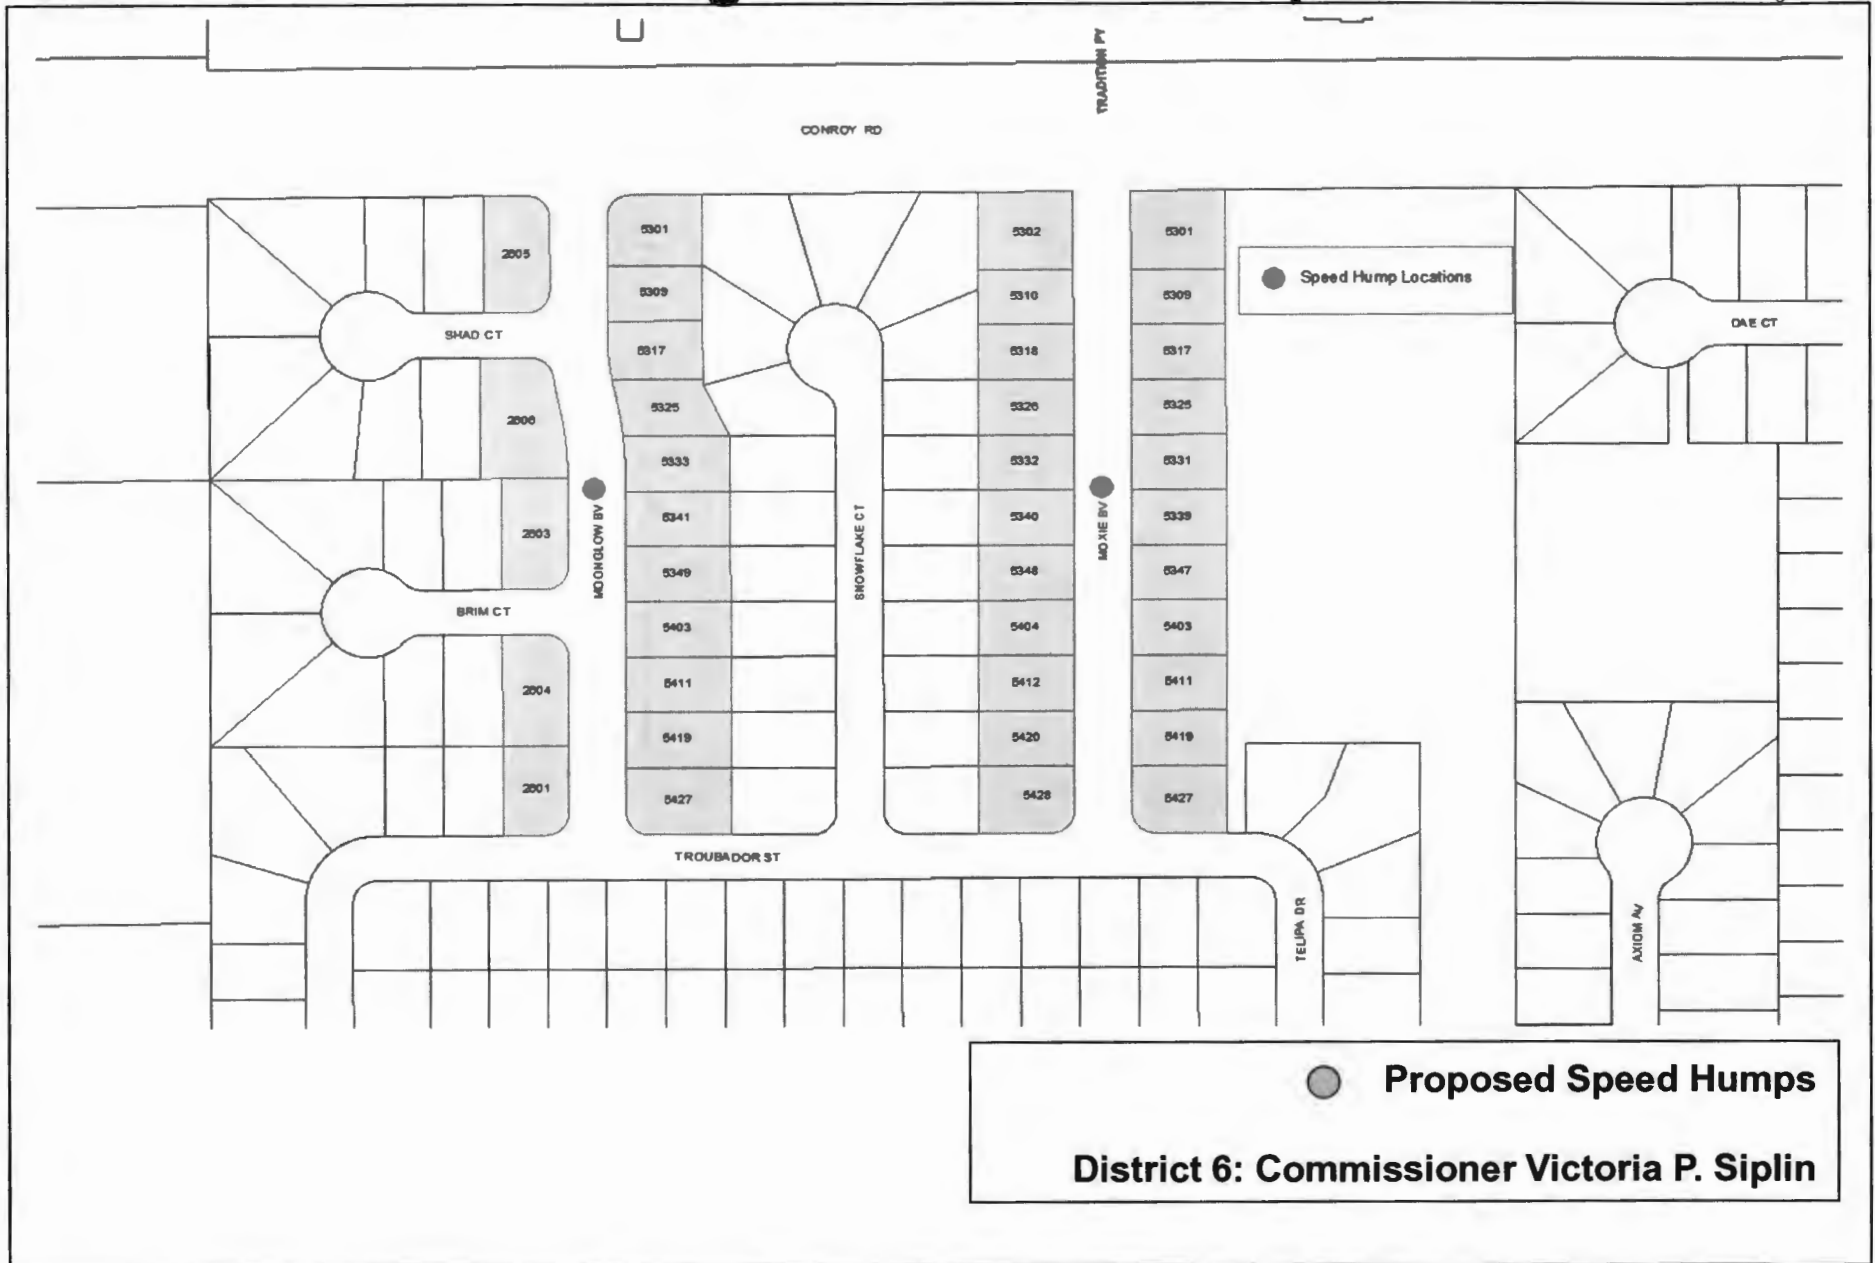 TRADITION PY
CONROY RD
2605
5301
5302
5301
5309
5310
5309
Speed Hump Locations
SHAD CT
DAE CT
5317
5318
5317
2606
5325
5326
5325
5333
5332
5331
MOONGLOW BV
5341
SNOWFLAKE CT
5340
MOXIE BV
5339
2603
5349
5348
5347
BRIM CT
5403
5404
5403
2604
5411
5412
5411
5419
5420
5419
2601
5427
5428
5427
TROUBADOR ST
TELIPA DR
AXIOM AV
Proposed Speed Humps
District 6: Commissioner Victoria P. Siplin